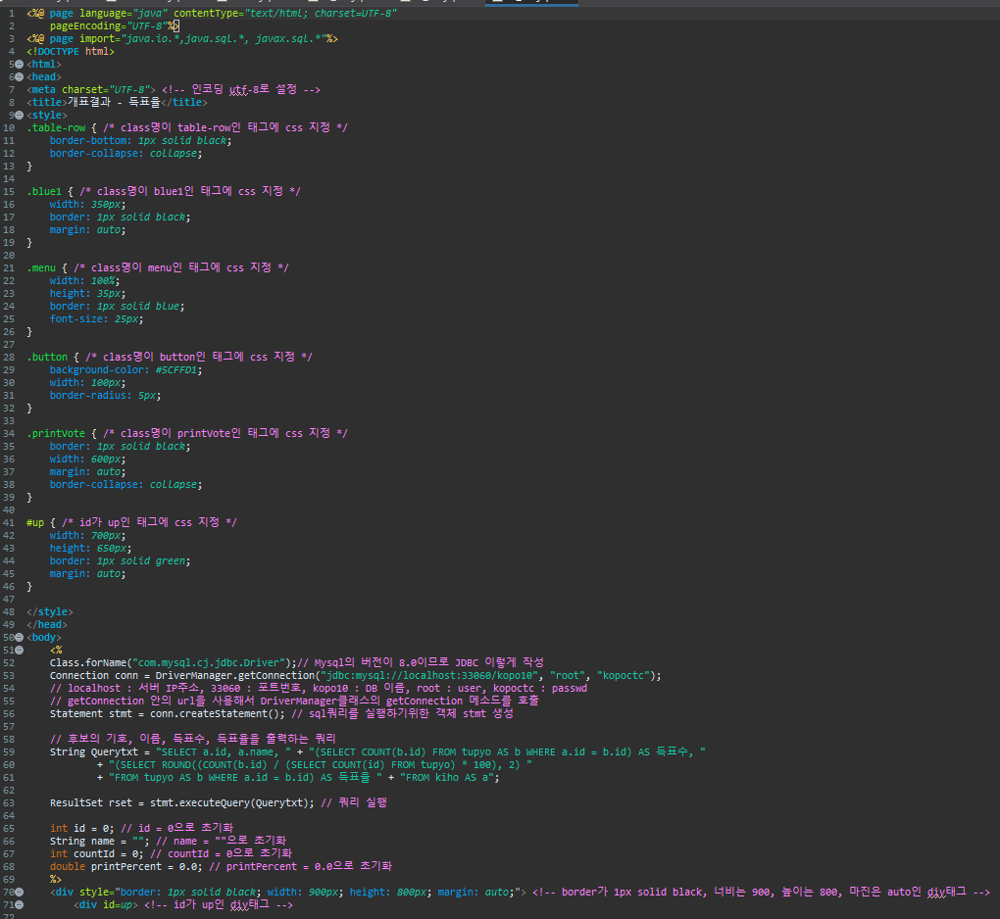 1 <%@ page language="java" contentType="text/html; charset=UTF-8"
2     pageEncoding="UTF-8"%>
3 <%@ page import="java.io.*,java.sql.*, javax.sql.*"%>
4 <!DOCTYPE html>
5 <html>
6 <head>
7 <meta charset="UTF-8"> <!-- 인코딩 utf-8로 설정 -->
8 <title>개표결과 - 득표율</title>
9 <style>
10 .table-row { /* class명이 table-row인 태그에 css 지정 */
11     border-bottom: 1px solid black;
12     border-collapse: collapse;
13 }
14
15 .blue1 { /* class명이 blue1인 태그에 css 지정 */
16     width: 350px;
17     border: 1px solid black;
18     margin: auto;
19 }
20
21 .menu { /* class명이 menu인 태그에 css 지정 */
22     width: 100%;
23     height: 35px;
24     border: 1px solid blue;
25     font-size: 25px;
26 }
27
28 .button { /* class명이 button인 태그에 css 지정 */
29     background-color: #5CFFD1;
30     width: 100px;
31     border-radius: 5px;
32 }
33
34 .printVote { /* class명이 printVote인 태그에 css 지정 */
35     border: 1px solid black;
36     width: 600px;
37     margin: auto;
38     border-collapse: collapse;
39 }
40
41 #up { /* id가 up인 태그에 css 지정 */
42     width: 700px;
43     height: 650px;
44     border: 1px solid green;
45     margin: auto;
46 }
47
48 </style>
49 </head>
50 <body>
51     <%
52     Class.forName("com.mysql.cj.jdbc.Driver");// Mysql의 버전이 8.0이므로 JDBC 이렇게 작성
53     Connection conn = DriverManager.getConnection("jdbc:mysql://localhost:33060/kopo10", "root", "kopoctc");
54     // localhost : 서버 IP주소, 33060 : 포트번호, kopo10 : DB 이름, root : user, kopoctc : passwd
55     // getConnection 안의 url을 사용해서 DriverManager클래스의 getConnection 메소드를 호출
56     Statement stmt = conn.createStatement(); // sql쿼리를 실행하기위한 객체 stmt 생성
57
58     // 후보의 기호, 이름, 득표수, 득표율을 출력하는 쿼리
59     String Querytxt = "SELECT a.id, a.name, " + "(SELECT COUNT(b.id) FROM tupyo AS b WHERE a.id = b.id) AS 득표수, "
60             + "(SELECT ROUND((COUNT(b.id) / (SELECT COUNT(id) FROM tupyo) * 100), 2) "
61             + "FROM tupyo AS b WHERE a.id = b.id) AS 득표율 " + "FROM kiho AS a";
62
63     ResultSet rset = stmt.executeQuery(Querytxt); // 쿼리 실행
64
65     int id = 0; // id = 0으로 초기화
66     String name = ""; // name = ""으로 초기화
67     int countId = 0; // countId = 0으로 초기화
68     double printPercent = 0.0; // printPercent = 0.0으로 초기화
69     %>
70     <div style="border: 1px solid black; width: 900px; height: 800px; margin: auto;"> <!-- border가 1px solid black, 너비는 900, 높이는 800, 마진은 auto인 div태그 -->
71         <div id=up> <!-- id가 up인 div태그 -->
72